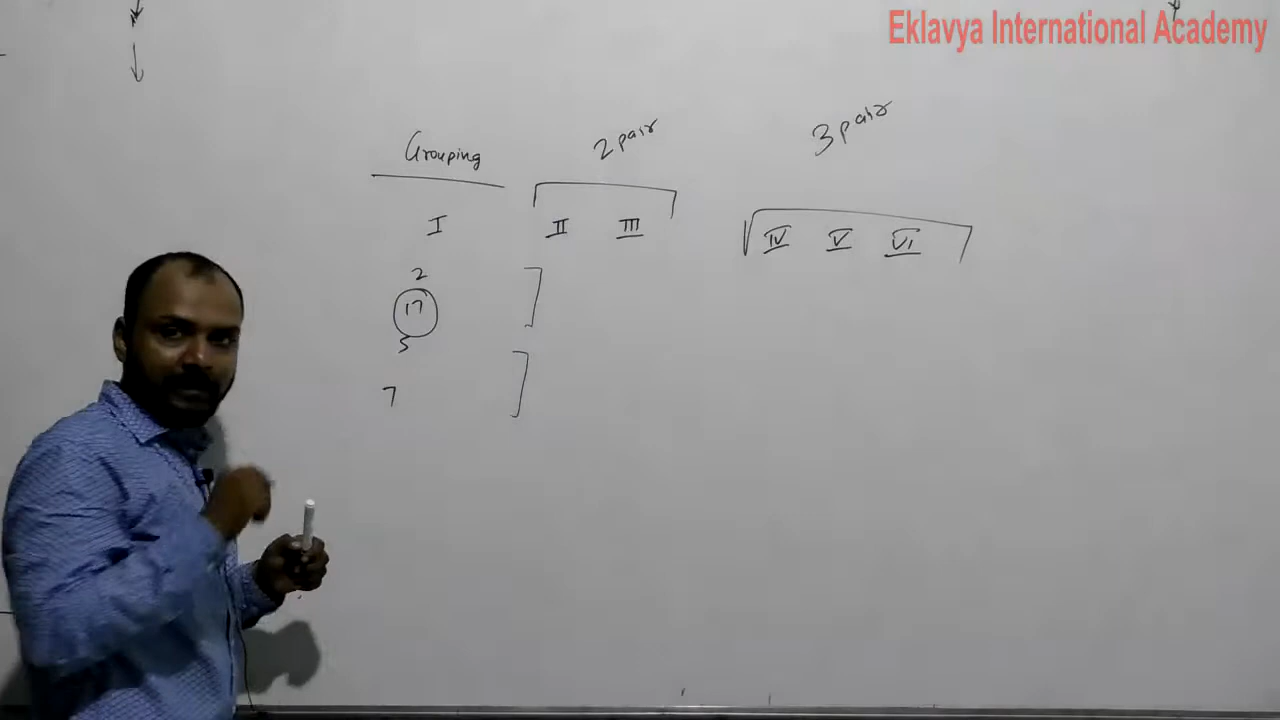 Eklavya International Academy
Grouping
2 pair
3 pair
I II III IV V VI
2
17
5
7